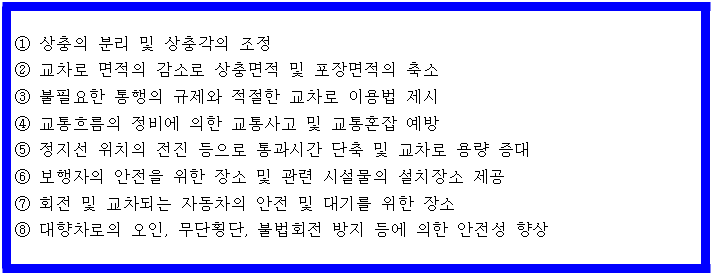 ① 상충의 분리 및 상충각의 조정
② 교차로 면적의 감소로 상충면적 및 포장면적의 축소
③ 불필요한 통행의 규제와 적절한 교차로 이용법 제시
④ 교통흐름의 정비에 의한 교통사고 및 교통혼잡 예방
⑤ 정지선 위치의 전진 등으로 통과시간 단축 및 교차로 용량 증대
⑥ 보행자의 안전을 위한 장소 및 관련 시설물의 설치장소 제공
⑦ 회전 및 교차되는 자동차의 안전 및 대기를 위한 장소
⑧ 대향차로의 오인, 무단횡단, 불법회전 방지 등에 의한 안전성 향상